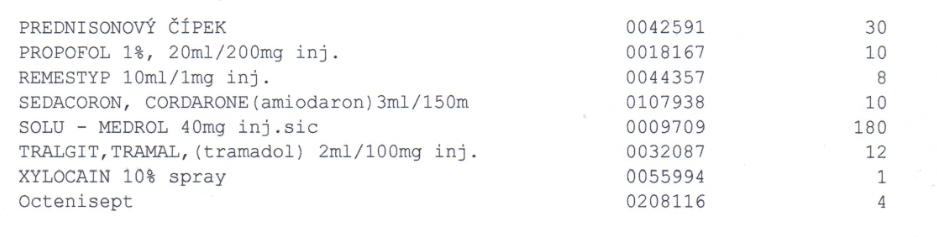 PREDNISONOVÝ ČÍPEK 0042591 30
PROPOFOL 1%, 20ml/200mg inj. 0018167 10
REMESTYP 10ml/1mg inj. 0044357 8
SEDACORON, CORDARONE(amiodaron)3ml/150m 0107938 10
SOLU - MEDROL 40mg inj.sic 0009709 180
TRALGIT,TRAMAL,(tramadol) 2ml/100mg inj. 0032087 12
XYLOCAIN 10% spray 0055994 1
Octenisept 0208116 4